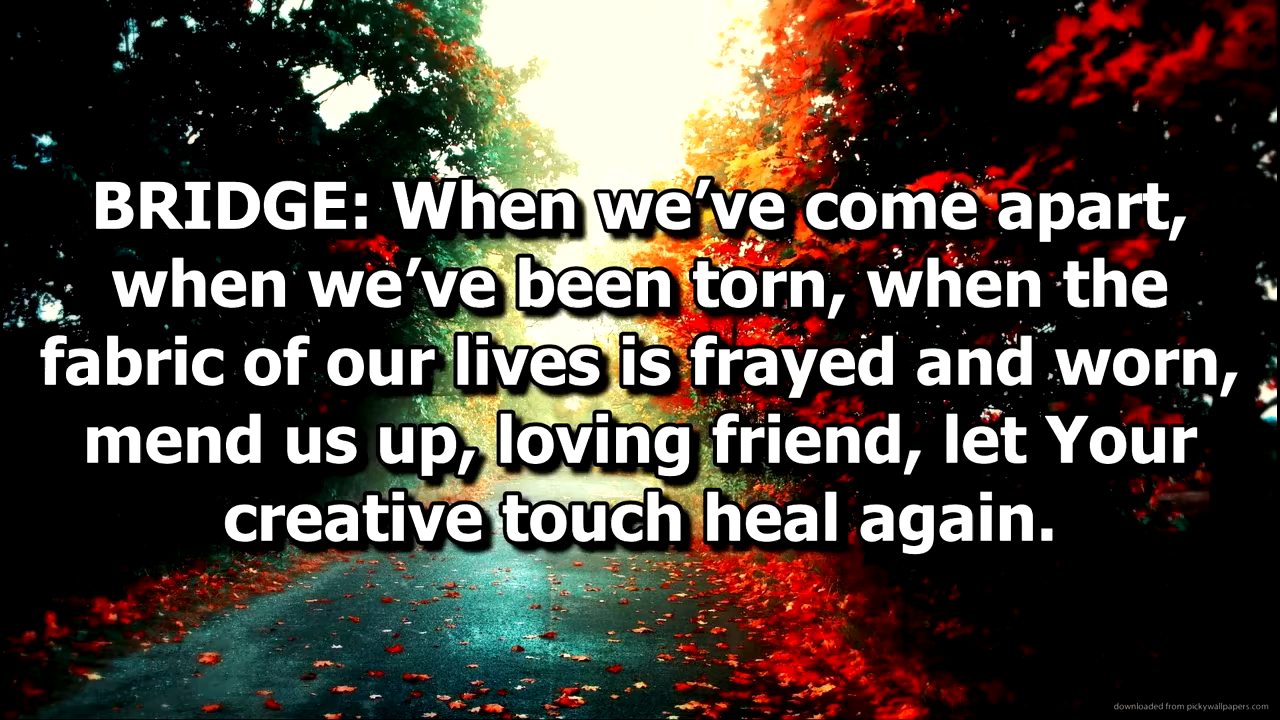 BRIDGE: When we’ve come apart,
when we’ve been torn, when the
fabric of our lives is frayed and worn,
mend us up, loving friend, let Your
creative touch heal again.
downloaded from pickywallpapers.com